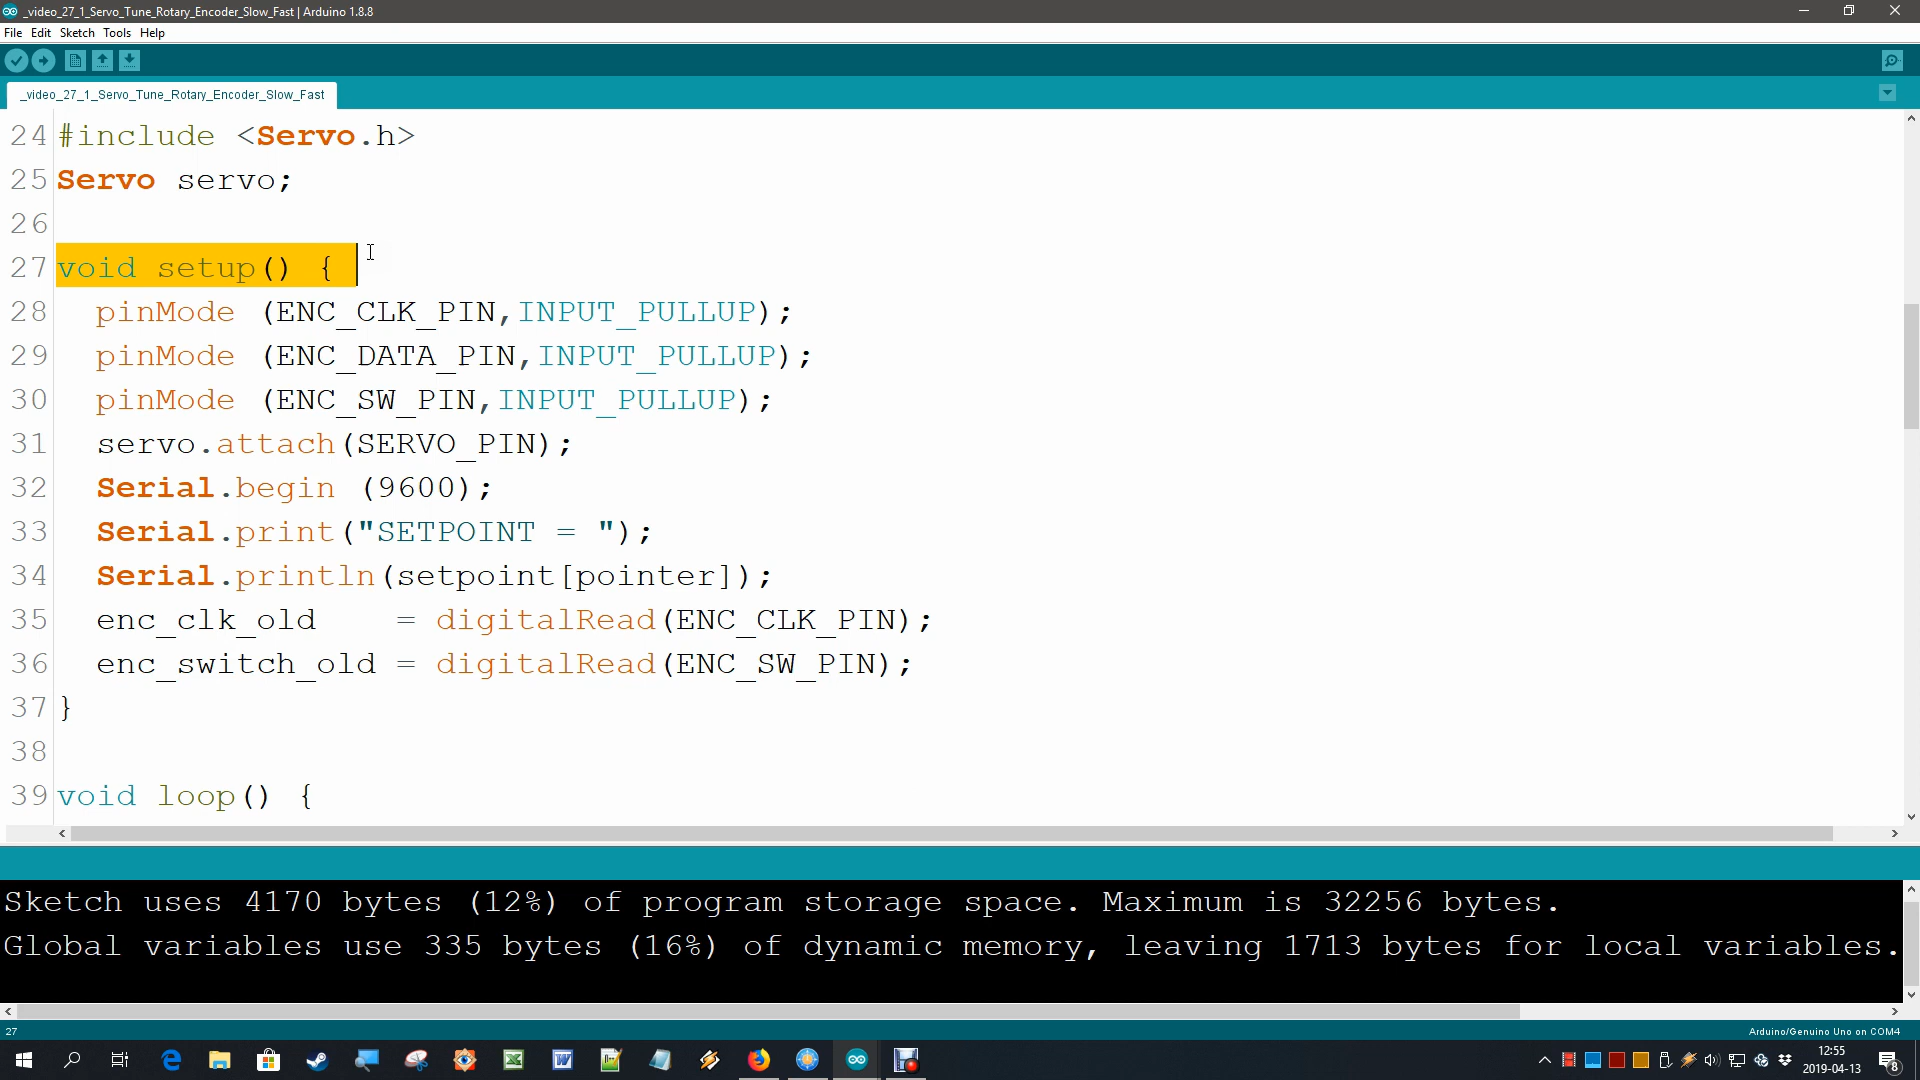 _video_27_1_Servo_Tune_Rotary_Encoder_Slow_Fast | Arduino 1.8.8
File Edit Sketch Tools Help
_video_27_1_Servo_Tune_Rotary_Encoder_Slow_Fast
24 #include <Servo.h>
25 Servo servo;
26
27 void setup() {
28 pinMode (ENC_CLK_PIN,INPUT_PULLUP);
29 pinMode (ENC_DATA_PIN,INPUT_PULLUP);
30 pinMode (ENC_SW_PIN,INPUT_PULLUP);
31 servo.attach(SERVO_PIN);
32 Serial.begin (9600);
33 Serial.print("SETPOINT = ");
34 Serial.println(setpoint[pointer]);
35 enc_clk_old    = digitalRead(ENC_CLK_PIN);
36 enc_switch_old = digitalRead(ENC_SW_PIN);
37 }
38
39 void loop() {
Sketch uses 4170 bytes (12%) of program storage space. Maximum is 32256 bytes.
Global variables use 335 bytes (16%) of dynamic memory, leaving 1713 bytes for local variables.
27
Arduino/Genuino Uno on COM4
12:55
2019-04-13
8